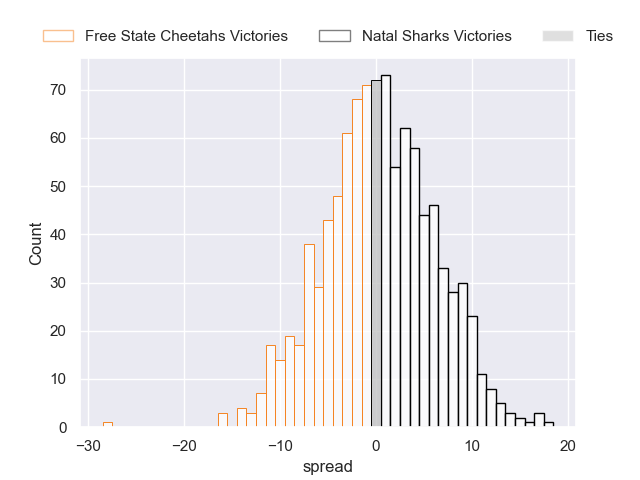 Free State Cheetahs Victories
Natal Sharks Victories
Ties
70
60
50
40
30
20
10
0
Count
−30
−20
−10
0
10
20
spread